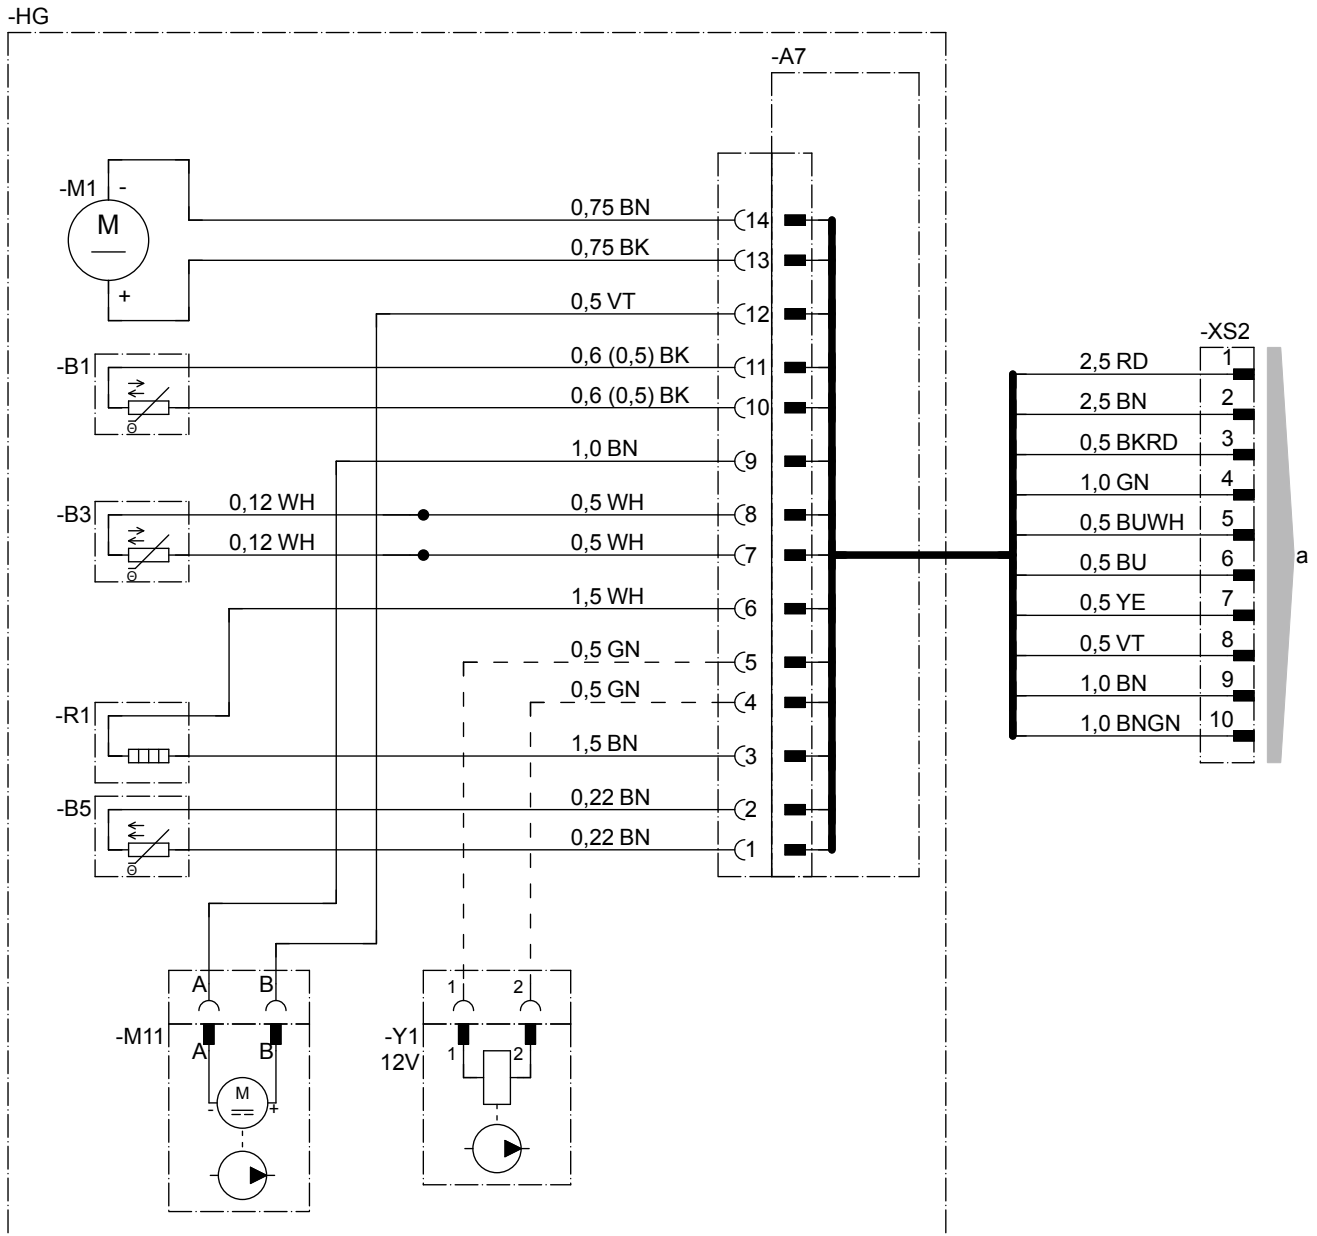 -HG
-A7
-M1 -
M
+
0,75 BN 14
0,75 BK 13
0,5 VT 12
-B1
0,6 (0,5) BK 11
0,6 (0,5) BK 10
ϴ
1,0 BN 9
-B3
0,12 WH 0,5 WH 8
0,12 WH 0,5 WH 7
ϴ
1,5 WH 6
0,5 GN 5
0,5 GN 4
-R1
1,5 BN 3
-B5
0,22 BN 2
0,22 BN 1
ϴ
-XS2
2,5 RD 1
2,5 BN 2
0,5 BKRD 3
1,0 GN 4
0,5 BUWH 5
a
0,5 BU 6
0,5 YE 7
0,5 VT 8
1,0 BN 9
1,0 BNGN 10
A B
-M11
A B
M
- +
1 2
-Y1
12V
1 2